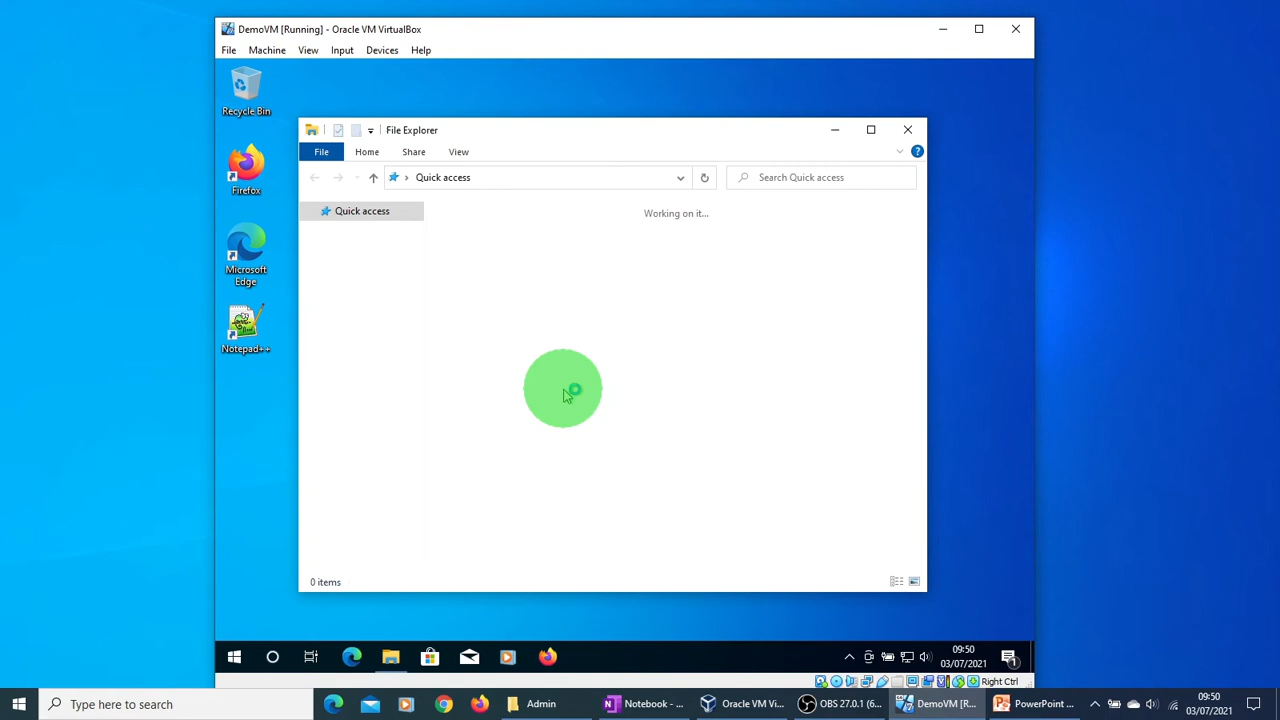 DemoVM [Running] - Oracle VM VirtualBox
File Machine View Input Devices Help
Recycle Bin
Firefox
Microsoft
Edge
Notepad++
File Explorer
File Home Share View
Quick access
Search Quick access
Quick access
Working on it...
0 items
09:50
03/07/2021
1
Right Ctrl
Type here to search
Admin
Notebook - ...
Oracle VM Vi...
OBS 27.0.1 (6...
DemoVM [R...
PowerPoint ...
09:50
03/07/2021